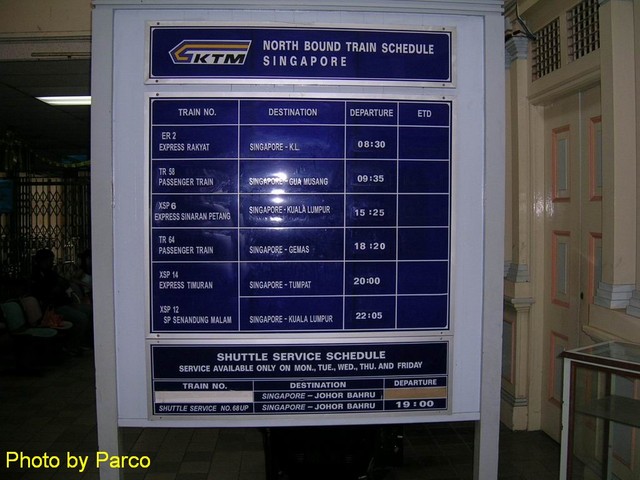 KTM
NORTH BOUND TRAIN SCHEDULE
SINGAPORE
TRAIN NO. DESTINATION DEPARTURE ETD
ER 2
EXPRESS RAKYAT SINGAPORE - K.L. 08:30
TR 58
PASSENGER TRAIN SINGAPORE - GUA MUSANG 09:35
XSP 6
EXPRESS SINARAN PETANG SINGAPORE - KUALA LUMPUR 15:25
TR 64
PASSENGER TRAIN SINGAPORE - GEMAS 18:20
XSP 14
EXPRESS TIMURAN SINGAPORE - TUMPAT 20:00
XSP 12
SP SENANDUNG MALAM SINGAPORE - KUALA LUMPUR 22:05
SHUTTLE SERVICE SCHEDULE
SERVICE AVAILABLE ONLY ON MON., TUE., WED., THU. AND FRIDAY
TRAIN NO. DESTINATION DEPARTURE
SINGAPORE - JOHOR BAHRU
SHUTTLE SERVICE NO.68UP SINGAPORE - JOHOR BAHRU 19:00
Photo by Parco